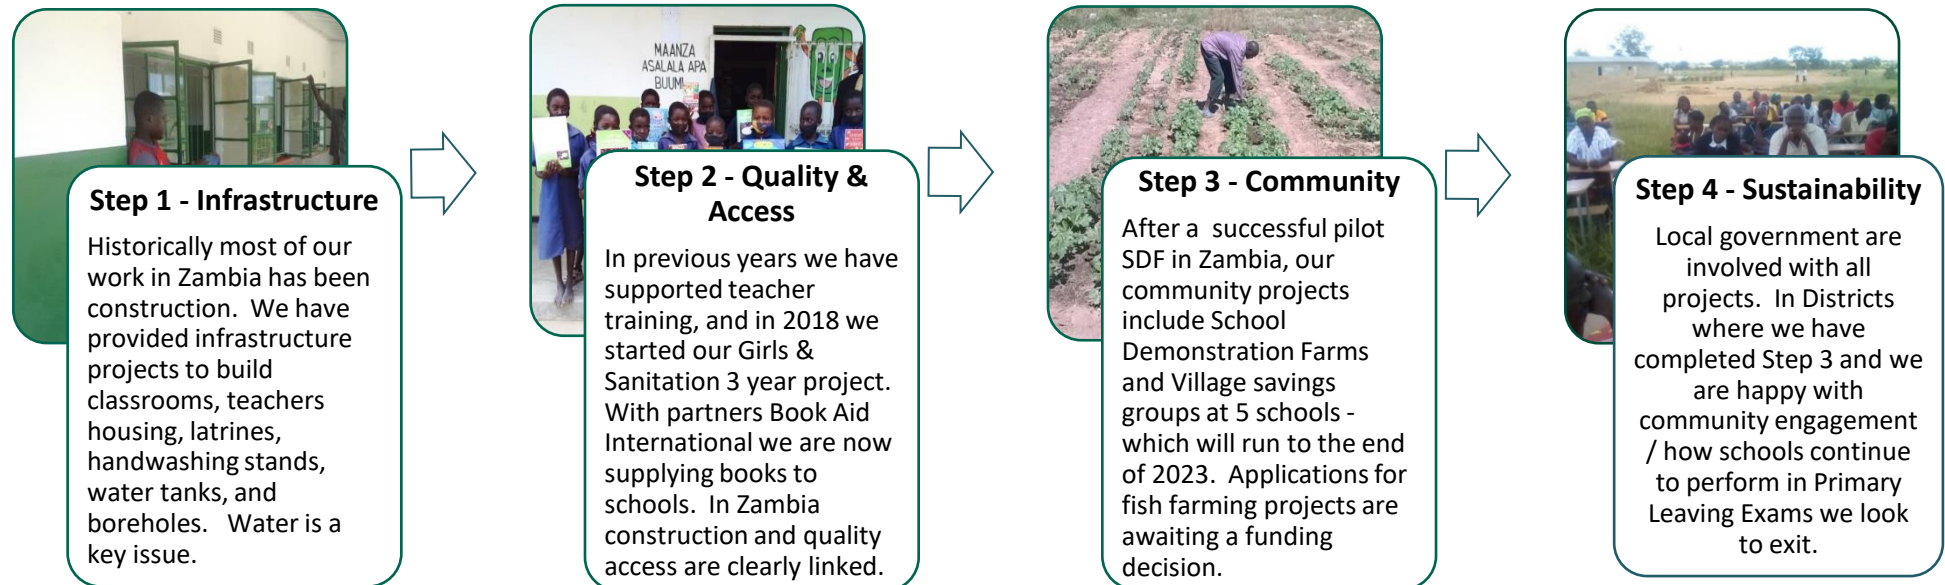 MAANZA
ASALALA APA
BUUMI
Step 1 - Infrastructure
Historically most of our
work in Zambia has been
construction.  We have
provided infrastructure
projects to build
classrooms, teachers
housing, latrines,
handwashing stands,
water tanks, and
boreholes.   Water is a
key issue.
Step 2 - Quality &
Access
In previous years we have
supported teacher
training, and in 2018 we
started our Girls &
Sanitation 3 year project.
With partners Book Aid
International we are now
supplying books to
schools.  In Zambia
construction and quality
access are clearly linked.
Step 3 - Community
After a  successful pilot
SDF in Zambia, our
community projects
include School
Demonstration Farms
and Village savings
groups at 5 schools -
which will run to the end
of 2023.  Applications for
fish farming projects are
awaiting a funding
decision.
Step 4 - Sustainability
Local government are
involved with all
projects.  In Districts
where we have
completed Step 3 and we
are happy with
community engagement
/ how schools continue
to perform in Primary
Leaving Exams we look
to exit.